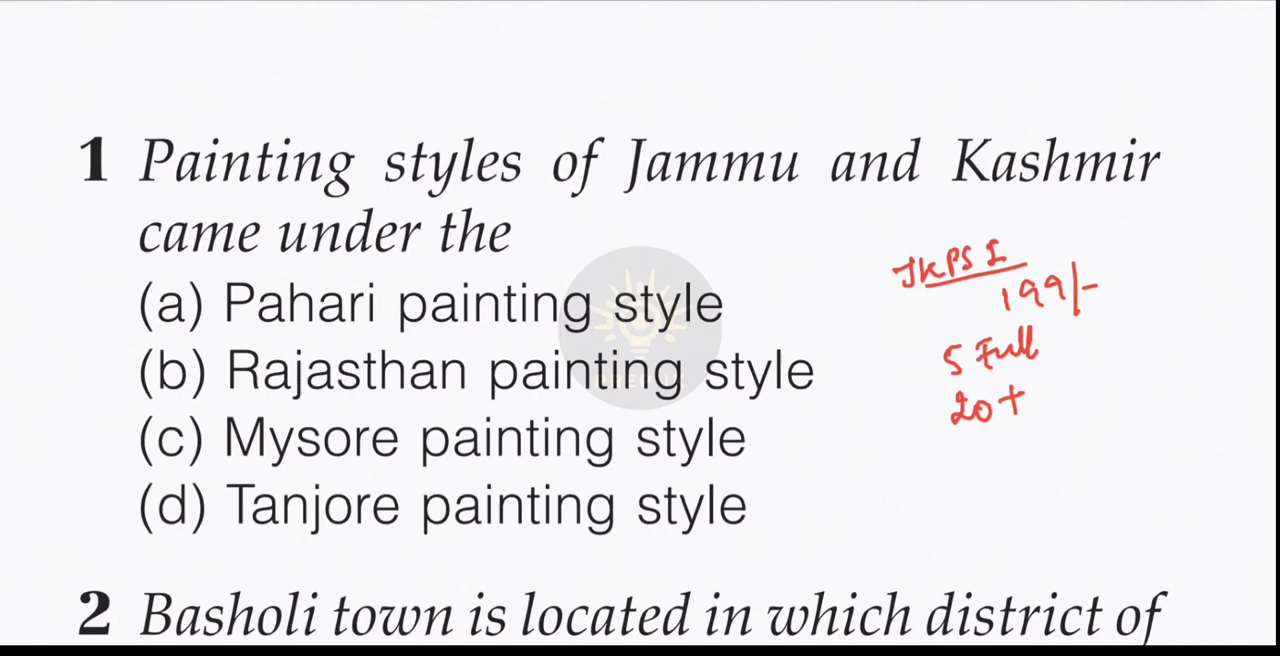 1 Painting styles of Jammu and Kashmir
came under the
(a) Pahari painting style
(b) Rajasthan painting style
(c) Mysore painting style
(d) Tanjore painting style
2 Basholi town is located in which district of
JKPSI
199/-
5 Full
20+